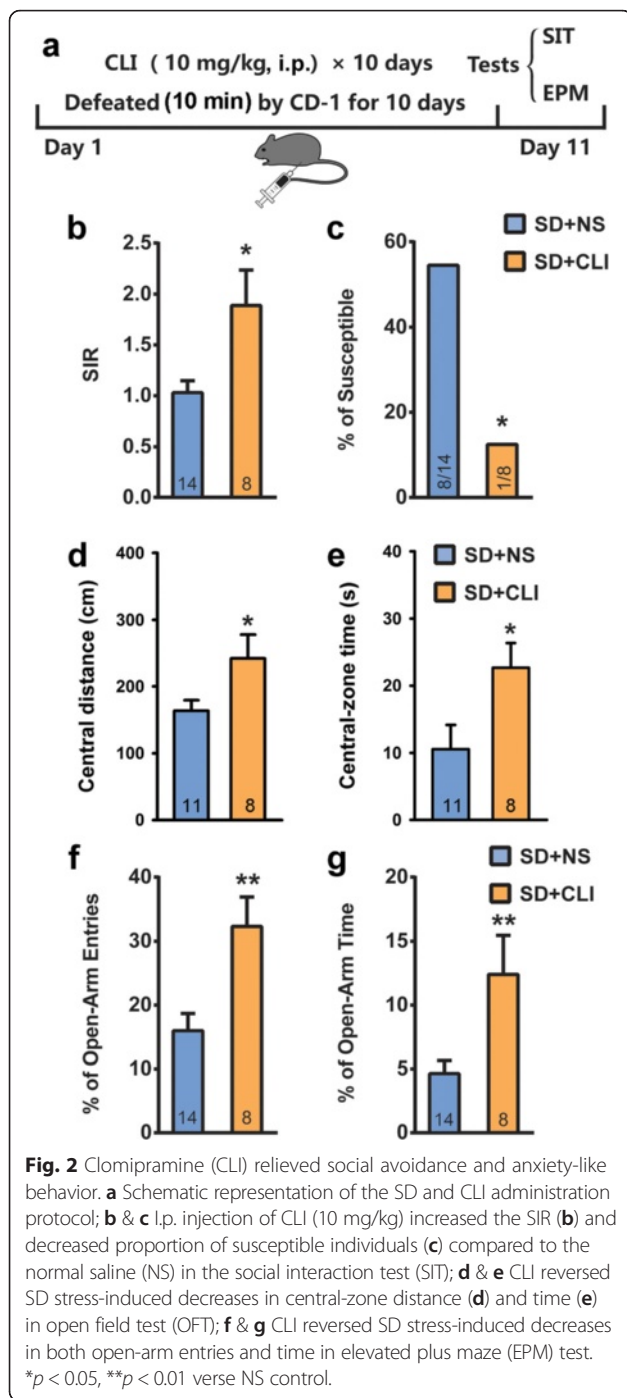 a
CLI ( 10 mg/kg, i.p.) × 10 days
Tests
SIT
EPM
Defeated (10 min) by CD-1 for 10 days
Day 1
Day 11
b
SIR
2.5
2.0
1.5
1.0
0.5
0.0
*
14
8
c
SD+NS
SD+CLI
% of Susceptible
60
40
20
0
*
8/14
1/8
d
Central distance (cm)
400
300
200
100
0
*
11
8
e
SD+NS
SD+CLI
Central-zone time (s)
40
30
20
10
0
*
11
8
f
% of Open-Arm Entries
40
30
20
10
0
**
14
8
g
SD+NS
SD+CLI
% of Open-Arm Time
20
15
10
5
0
**
14
8
Fig. 2 Clomipramine (CLI) relieved social avoidance and anxiety-like
behavior. a Schematic representation of the SD and CLI administration
protocol; b & c I.p. injection of CLI (10 mg/kg) increased the SIR (b) and
decreased proportion of susceptible individuals (c) compared to the
normal saline (NS) in the social interaction test (SIT); d & e CLI reversed
SD stress-induced decreases in central-zone distance (d) and time (e)
in open field test (OFT); f & g CLI reversed SD stress-induced decreases
in both open-arm entries and time in elevated plus maze (EPM) test.
*p < 0.05, **p < 0.01 verse NS control.